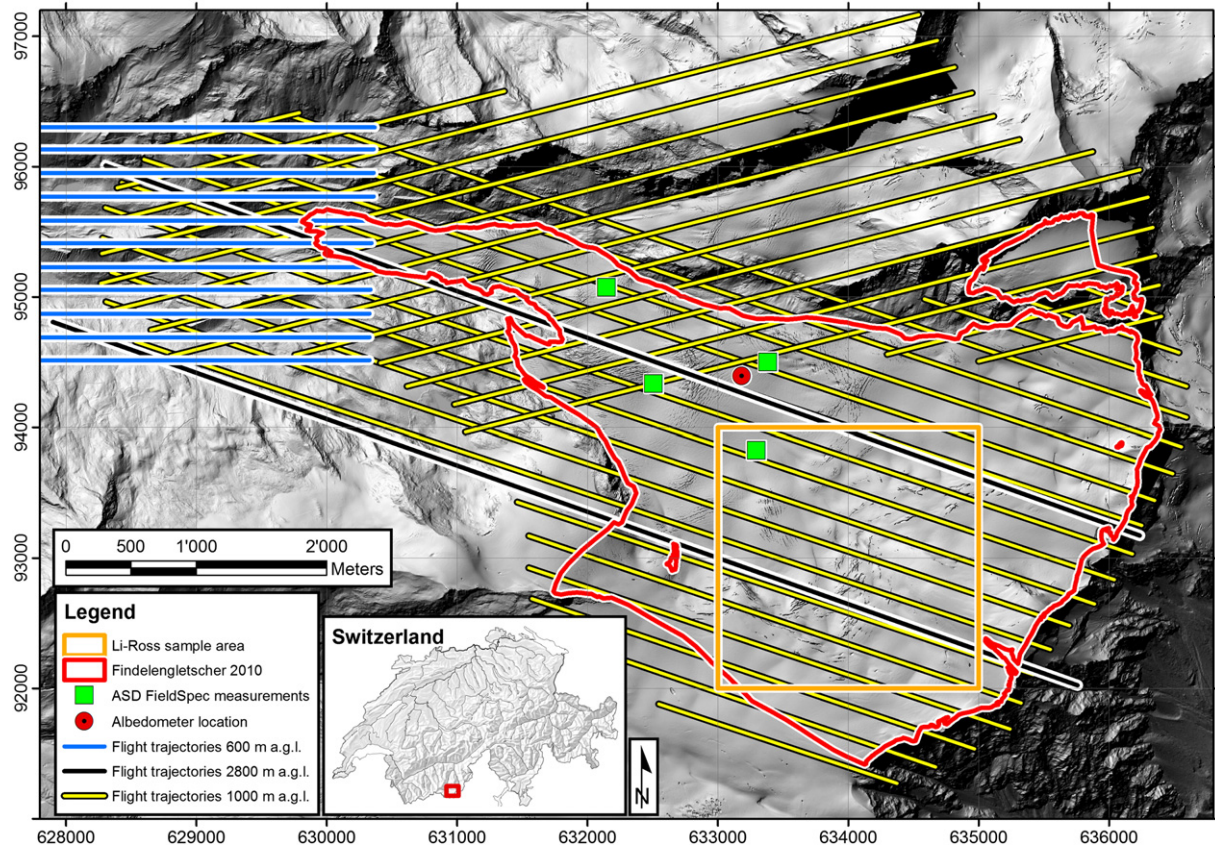 97000
96000
95000
94000
93000
92000
0 500 1'000 2'000
Meters
Legend
Li-Ross sample area
Findelengletscher 2010
ASD FieldSpec measurements
Albedometer location
Flight trajectories 600 m a.g.l.
Flight trajectories 2800 m a.g.l.
Flight trajectories 1000 m a.g.l.
Switzerland
N
628000 629000 630000 631000 632000 633000 634000 635000 636000